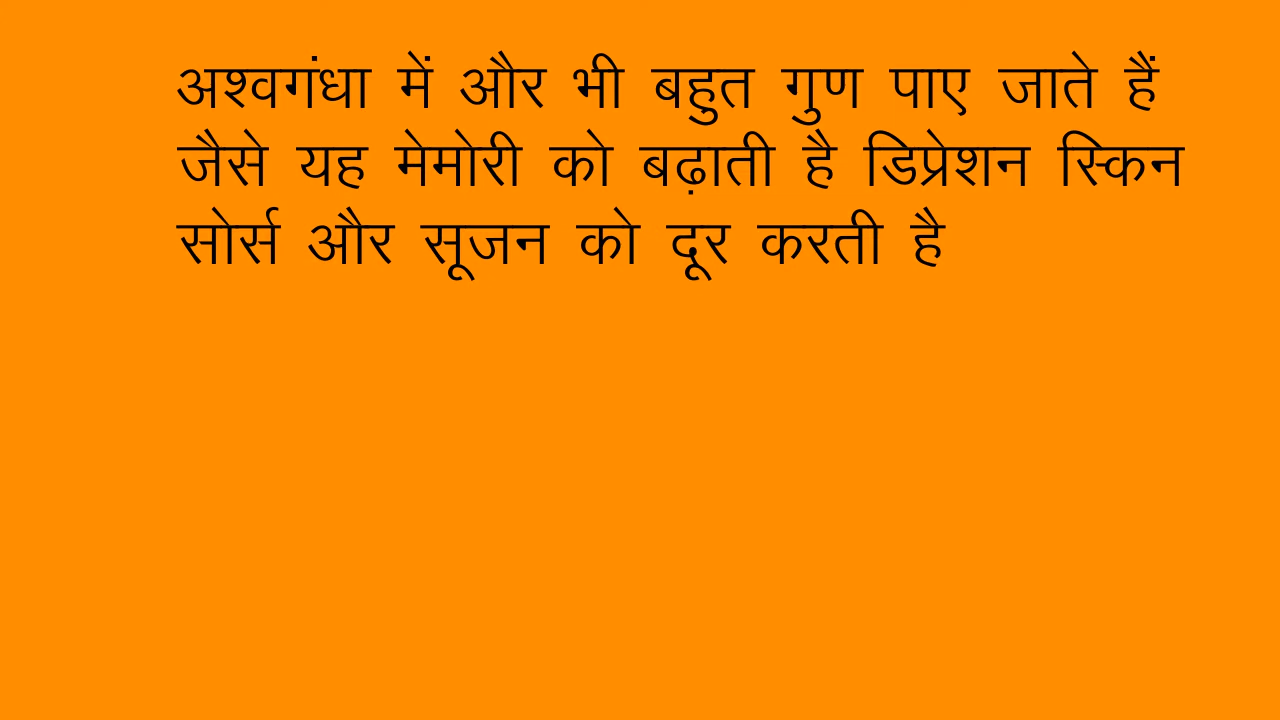 अश्वगंधा में और भी बहुत गुण पाए जाते हैं
जैसे यह मेमोरी को बढ़ाती है डिप्रेशन स्किन
सोर्स और सूजन को दूर करती है